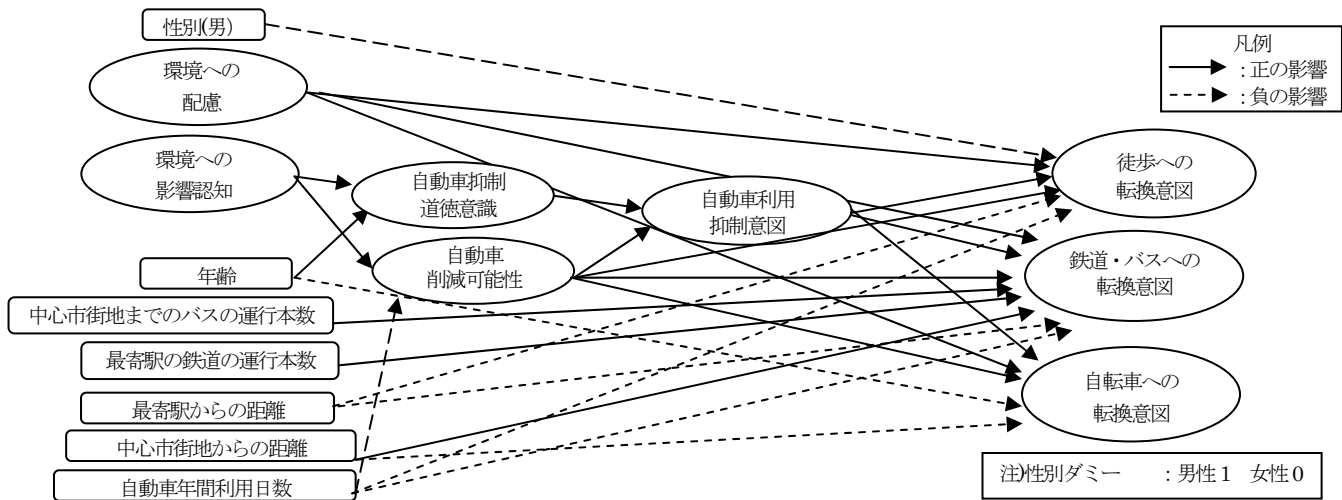 性別(男)
環境への
配慮
凡例
:正の影響
:負の影響
環境への
影響認知
自動車抑制
道徳意識
自動車利用
抑制意図
徒歩への
転換意図
年齢
自動車
削減可能性
鉄道・バスへの
転換意図
中心市街地までのバスの運行本数
最寄駅の鉄道の運行本数
最寄駅からの距離
自転車への
転換意図
中心市街地からの距離
自動車年間利用日数
注)性別ダミー :男性1 女性0